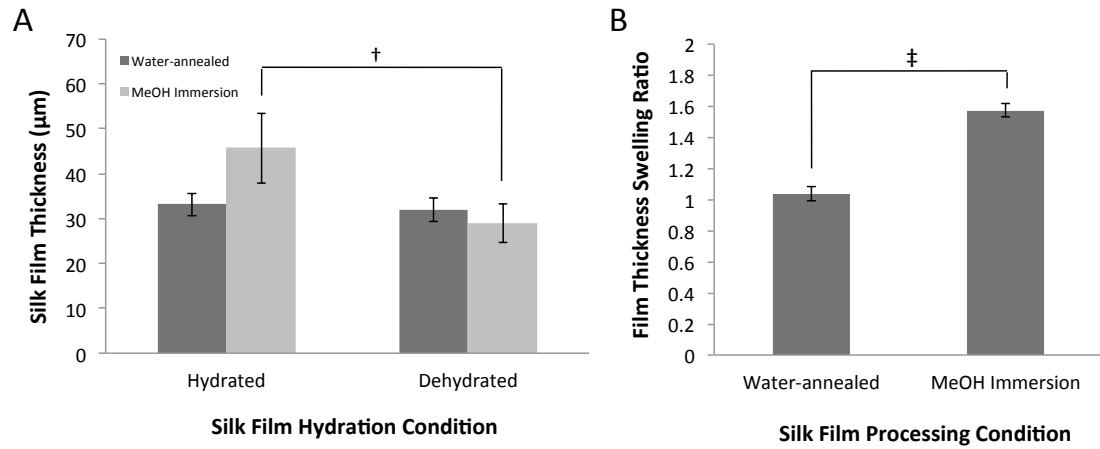 A
Silk Film Thickness (μm)
70
60
50
40
30
20
10
0
Water-annealed
MeOH Immersion
†
Hydrated
Dehydrated
Silk Film Hydration Condition
B
Film Thickness Swelling Ratio
2
1.8
1.6
1.4
1.2
1
0.8
0.6
0.4
0.2
0
‡
Water-annealed
MeOH Immersion
Silk Film Processing Condition